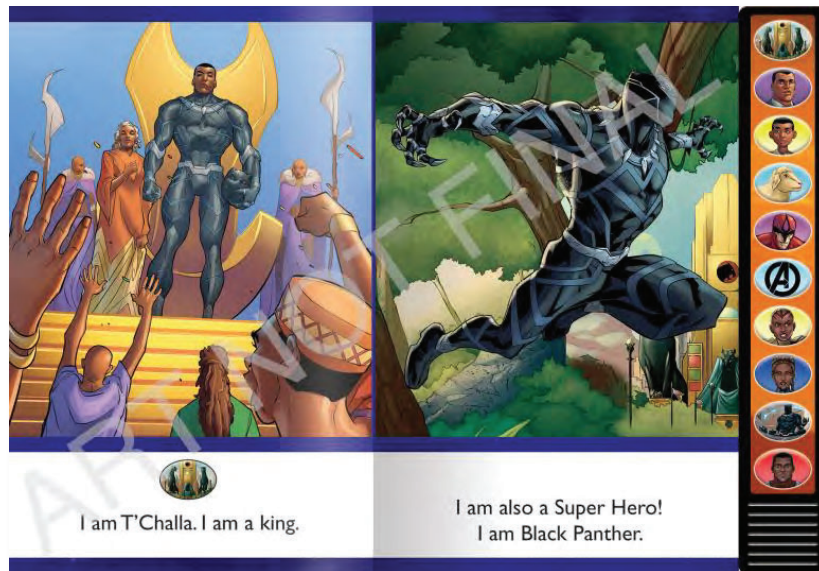 I am T'Challa. I am a king.
I am also a Super Hero!
I am Black Panther.
ART NOT FINAL